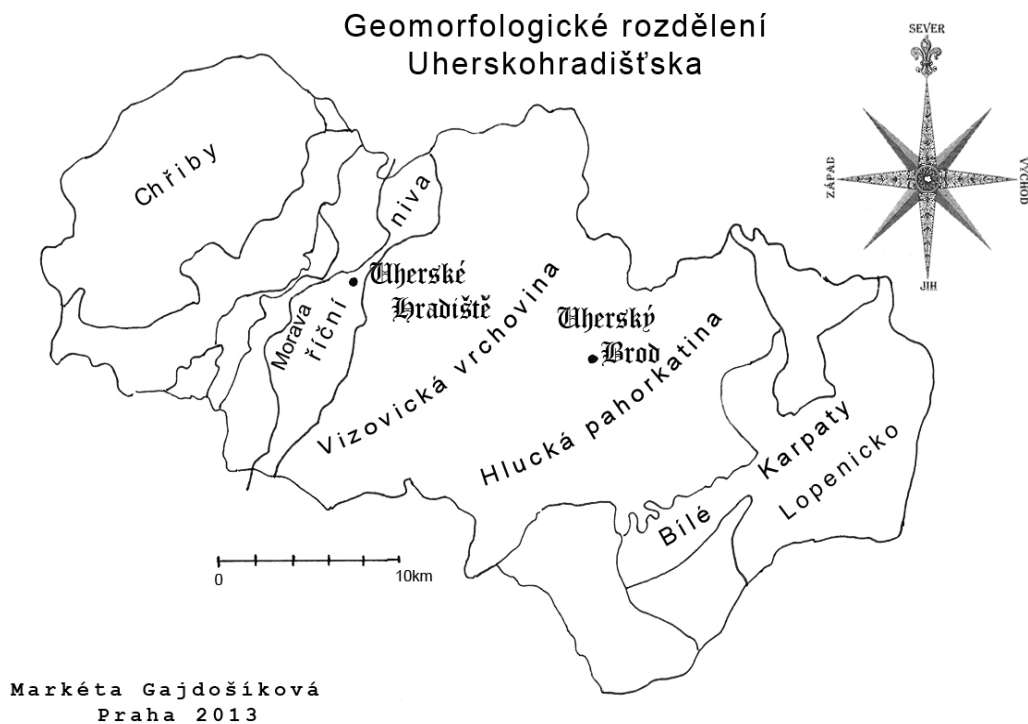 Geomorfologické rozdělení
Uherskohradišťska
SEVER
ZÁPAD
VÝCHOD
JIH
Chřiby
niva
Uherské
Hradiště
Morava
říční
Vizovická vrchovina
Uherský
Brod
Hlucká pahorkatina
Karpaty
Lopenicko
Bílé
0
10km
Markéta Gajdošíková
Praha 2013